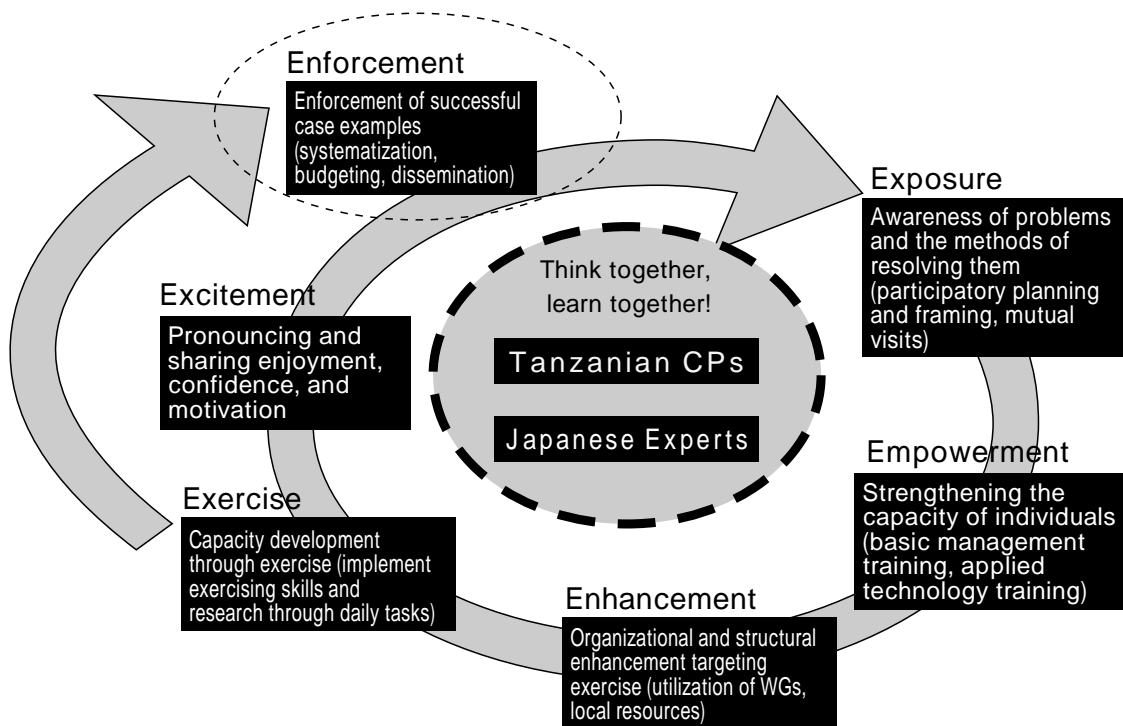 Enforcement
Enforcement of successful
case examples
(systematization,
budgeting, dissemination)
Exposure
Awareness of problems
and the methods of
resolving them
(participatory planning
and framing, mutual
visits)
Think together,
learn together!
Tanzanian CPs
Japanese Experts
Excitement
Pronouncing and
sharing enjoyment,
confidence, and
motivation
Empowerment
Strengthening the
capacity of individuals
(basic management
training, applied
technology training)
Exercise
Capacity development
through exercise (implement
exercising skills and
research through daily tasks)
Enhancement
Organizational and structural
enhancement targeting
exercise (utilization of WGs,
local resources)